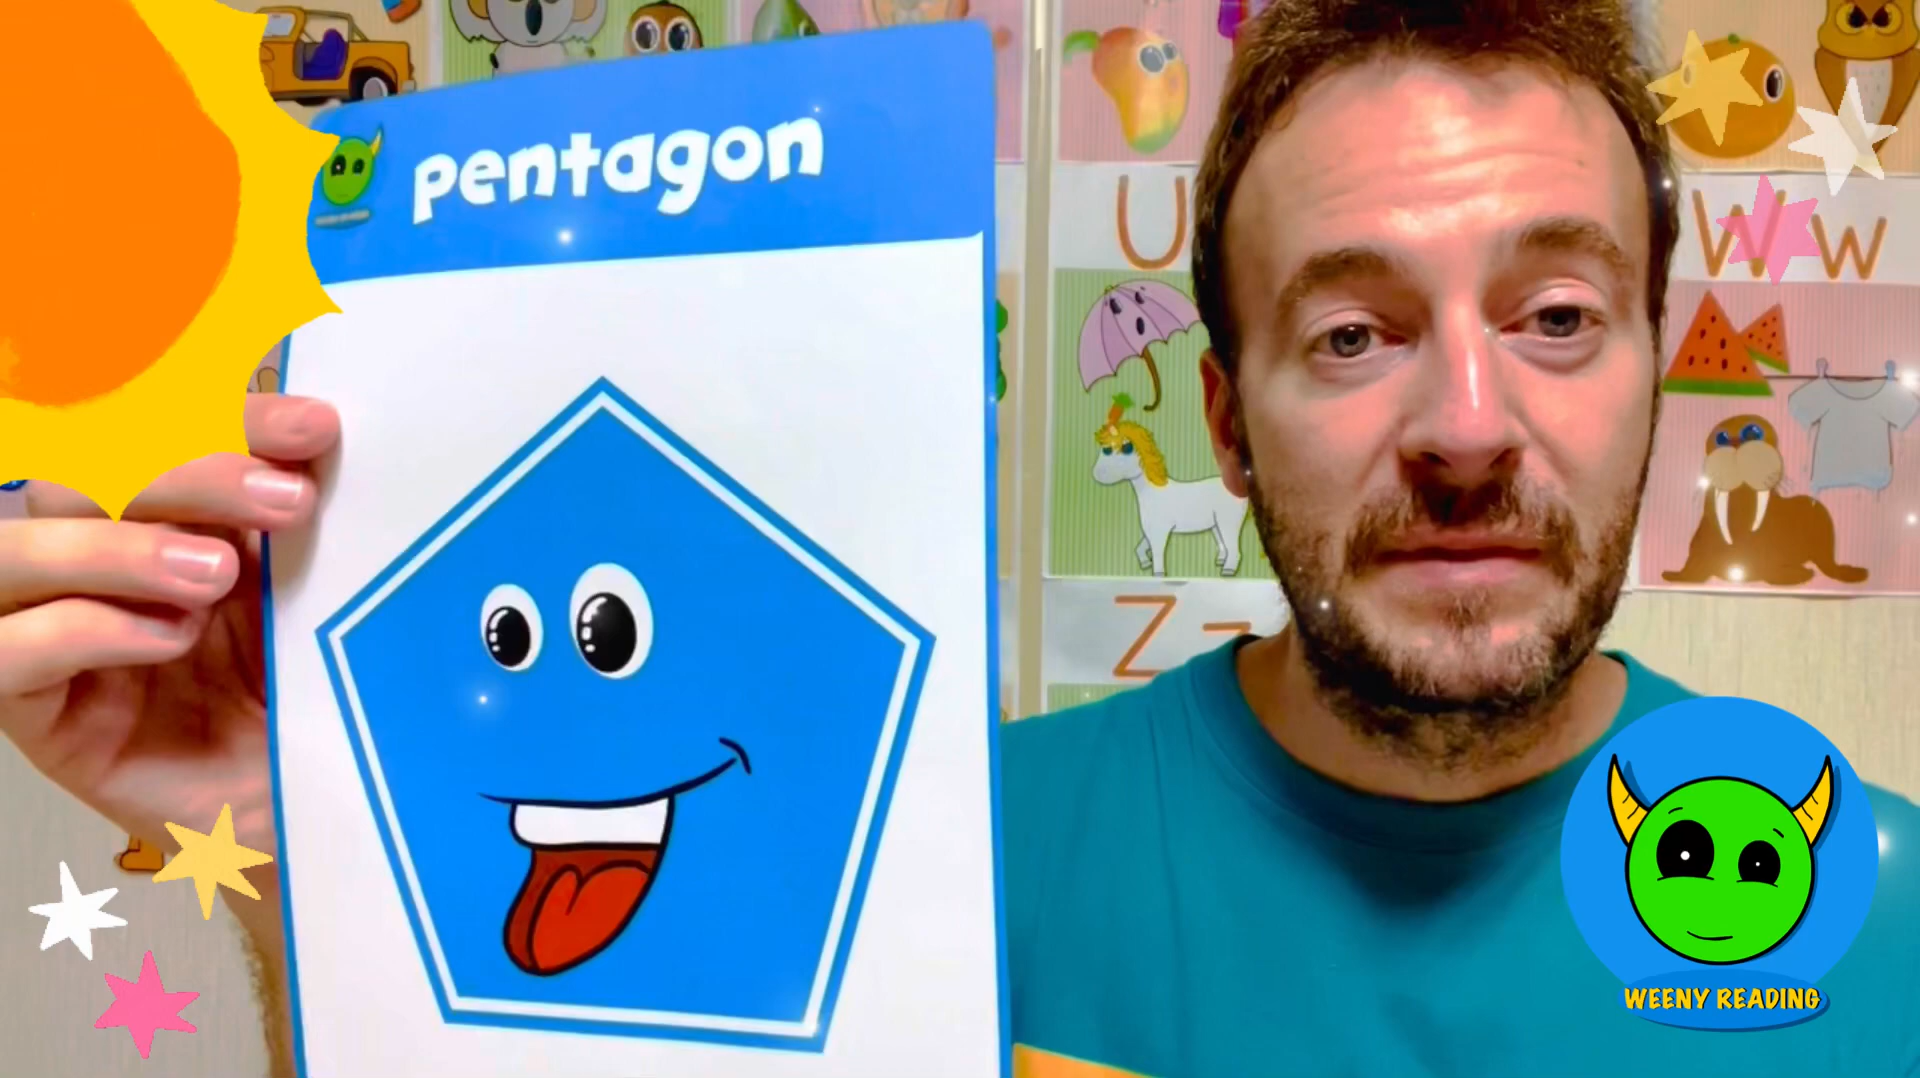 pentagon
U
W w
Z z
WEENY READING